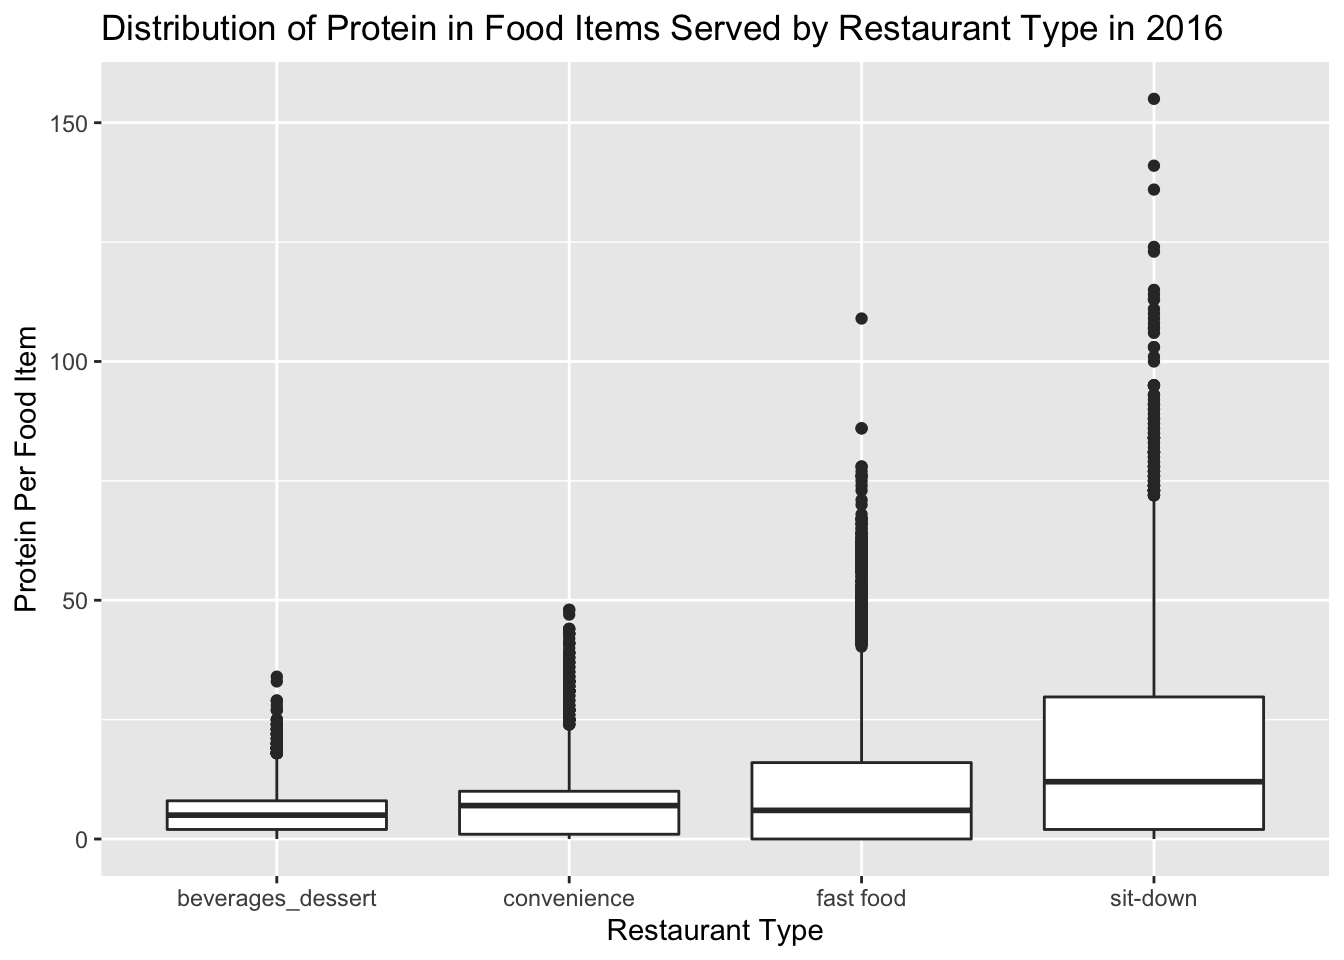 Distribution of Protein in Food Items Served by Restaurant Type in 2016
150
100
50
0
Protein Per Food Item
beverages_dessert convenience fast food sit-down
Restaurant Type